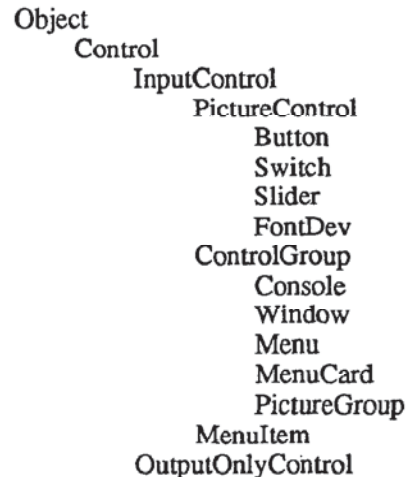 Object
Control
InputControl
PictureControl
Button
Switch
Slider
FontDev
ControlGroup
Console
Window
Menu
MenuCard
PictureGroup
MenuItem
OutputOnlyControl